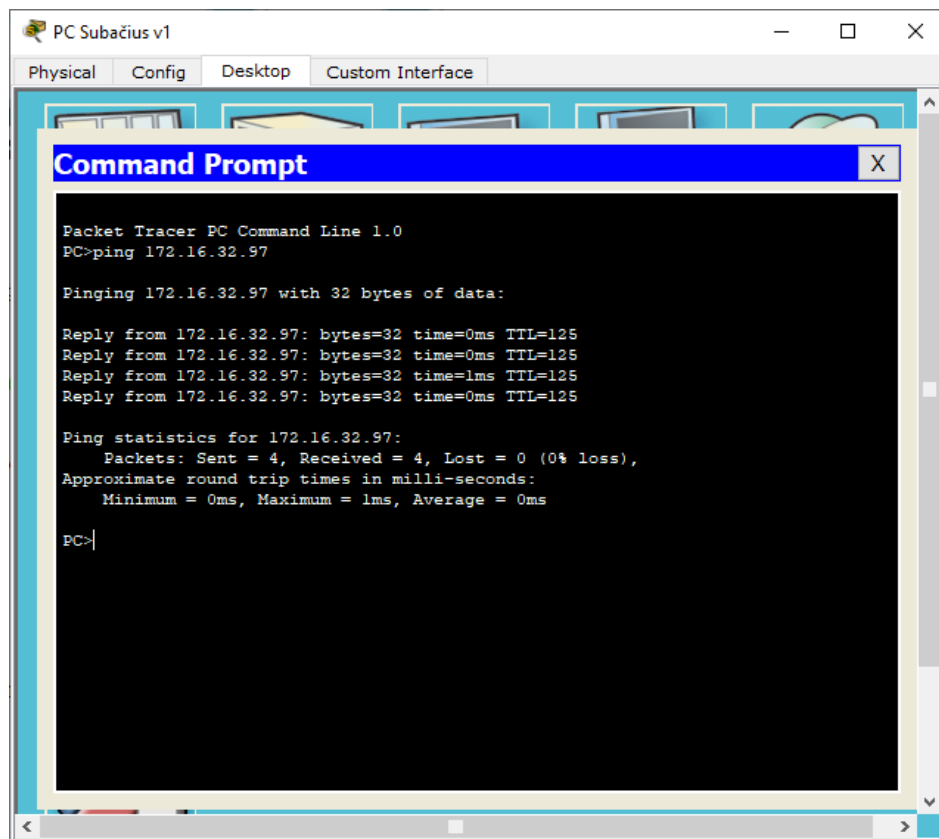 PC Subačius v1
Physical Config Desktop Custom Interface
Command Prompt
X
Packet Tracer PC Command Line 1.0
PC>ping 172.16.32.97
Pinging 172.16.32.97 with 32 bytes of data:
Reply from 172.16.32.97: bytes=32 time=0ms TTL=125
Reply from 172.16.32.97: bytes=32 time=0ms TTL=125
Reply from 172.16.32.97: bytes=32 time=1ms TTL=125
Reply from 172.16.32.97: bytes=32 time=0ms TTL=125
Ping statistics for 172.16.32.97:
Packets: Sent = 4, Received = 4, Lost = 0 (0% loss),
Approximate round trip times in milli-seconds:
Minimum = 0ms, Maximum = 1ms, Average = 0ms
PC>